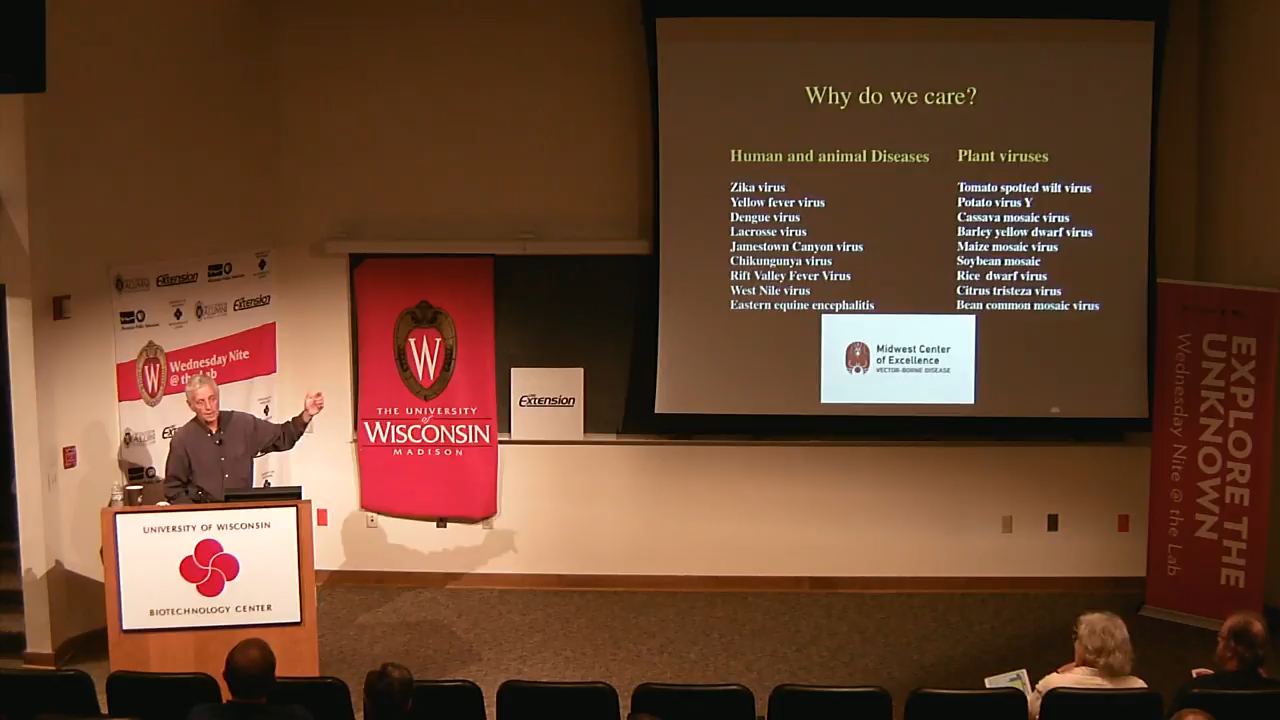 Why do we care?
Human and animal Diseases
Zika virus
Yellow fever virus
Dengue virus
Lacrosse virus
Jamestown Canyon virus
Chikungunya virus
Rift Valley Fever Virus
West Nile virus
Eastern equine encephalitis
Plant viruses
Tomato spotted wilt virus
Potato virus Y
Cassava mosaic virus
Barley yellow dwarf virus
Maize mosaic virus
Soybean mosaic
Rice dwarf virus
Citrus tristeza virus
Bean common mosaic virus
Midwest Center
of Excellence
VECTOR-BORNE DISEASE
ALUMNI
Extension
PBS
ALUMNI
Extension
Wednesday Nite
@ the Lab
W
W
THE UNIVERSITY
of
WISCONSIN
MADISON
Extension
UNIVERSITY OF WISCONSIN
BIOTECHNOLOGY CENTER
EXPLORE THE
UNKNOWN
Wednesday Nite @ the Lab